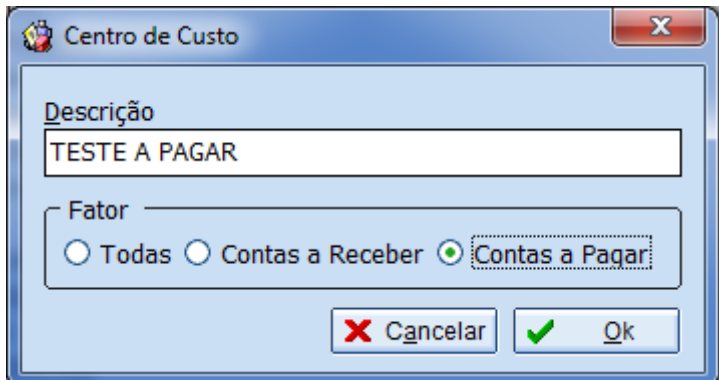 Centro de Custo
Descrição
TESTE A PAGAR
Fator
Todas Contas a Receber Contas a Pagar
Cancelar Ok